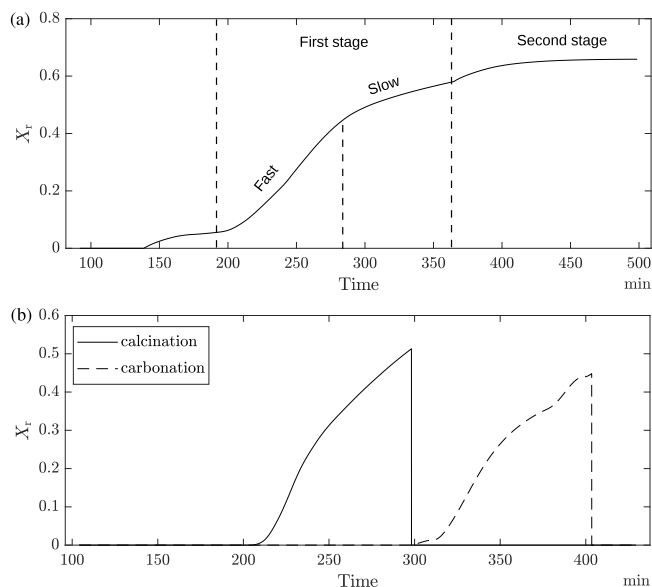 (a)
0.8
First stage
Second stage
0.6
Slow
X_r
0.4
Fast
0.2
0
100 150 200 250 300 350 400 450 500
Time min
(b)
0.6
calcination
carbonation
0.5
0.4
X_r
0.3
0.2
0.1
0
100 150 200 250 300 350 400
Time min